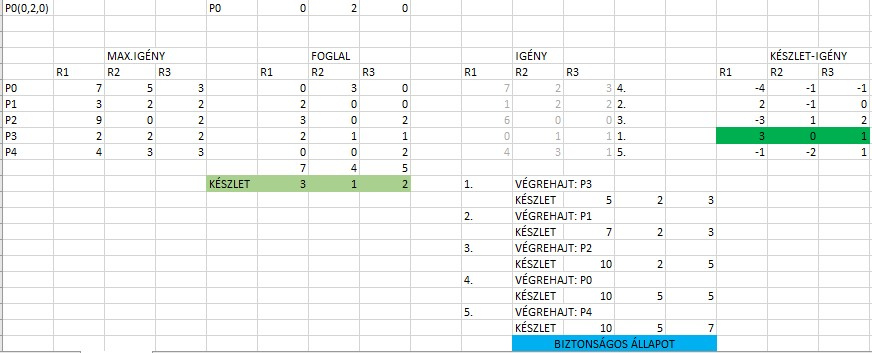 P0(0,2,0) P0 0 2 0
MAX.IGÉNY FOGLAL IGÉNY KÉSZLET-IGÉNY
R1 R2 R3 R1 R2 R3 R1 R2 R3 R1 R2 R3
P0 7 5 3 0 3 0 7 2 3 4. -4 -1 -1
P1 3 2 2 2 0 0 1 2 2 2. 2 -1 0
P2 9 0 2 3 0 2 6 0 0 3. -3 1 2
P3 2 2 2 2 1 1 0 1 1 1. 3 0 1
P4 4 3 3 0 0 2 4 3 1 5. -1 -2 1
7 4 5
KÉSZLET 3 1 2 1. VÉGREHAJT: P3
KÉSZLET 5 2 3
2. VÉGREHAJT: P1
KÉSZLET 7 2 3
3. VÉGREHAJT: P2
KÉSZLET 10 2 5
4. VÉGREHAJT: P0
KÉSZLET 10 5 5
5. VÉGREHAJT: P4
KÉSZLET 10 5 7
BIZTONSÁGOS ÁLLAPOT